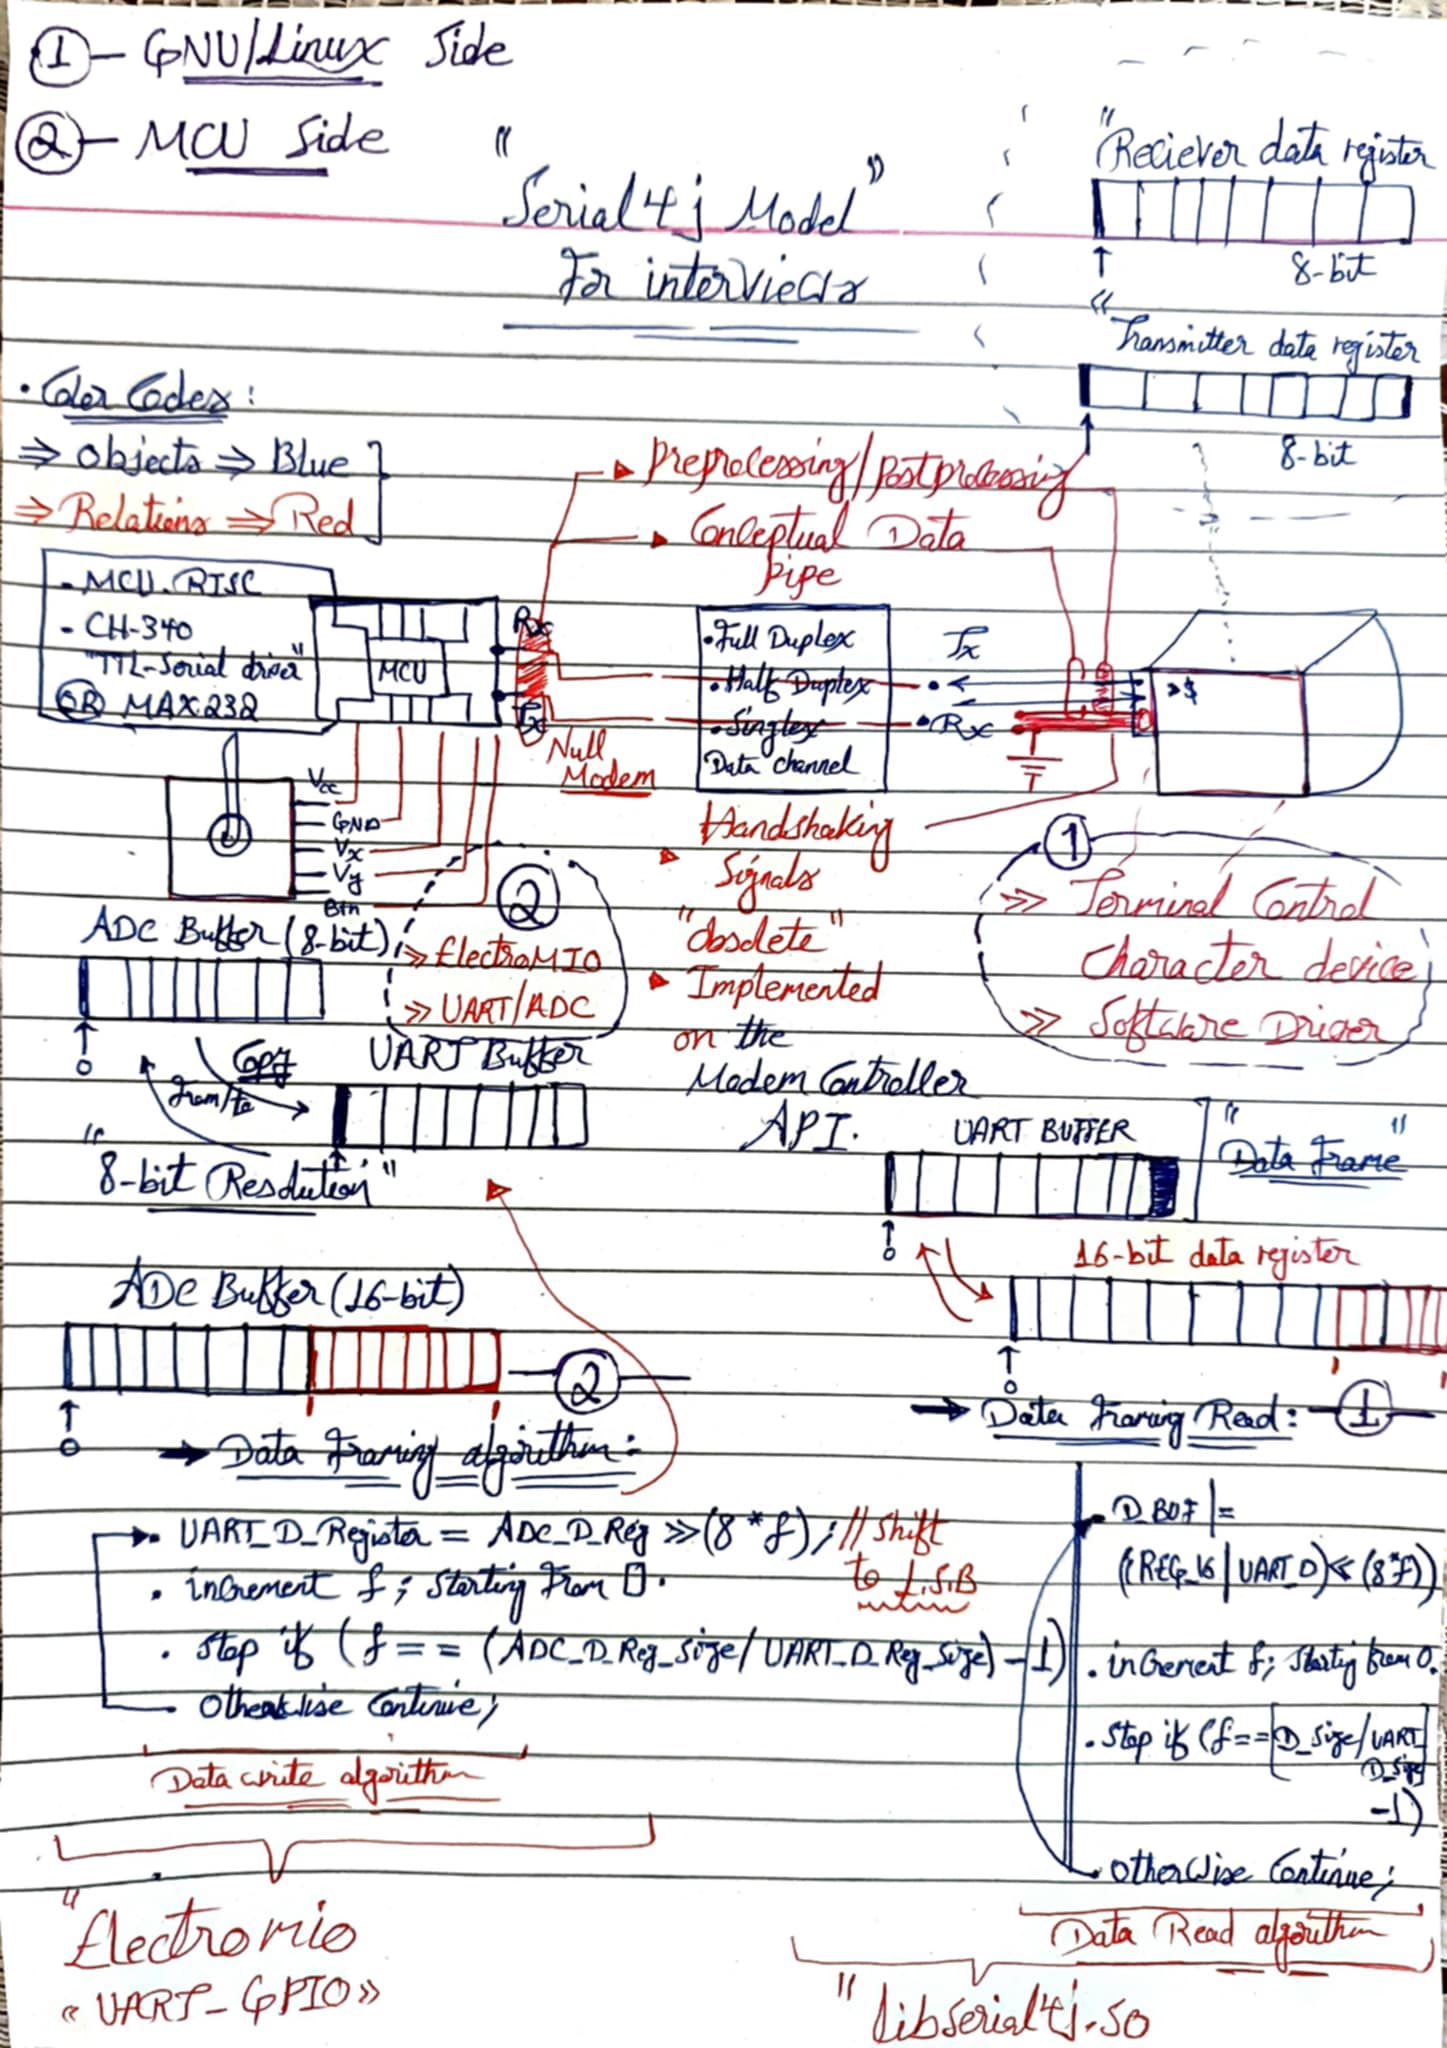 1 - GNU/Linux Side
2 - MCU Side
"Serial4j Model"
For interviews
"Reciever data register
8-bit
"Transmitter data register
8-bit
• Color Codes:
⇒ Objects ⇒ Blue
⇒ Relations ⇒ Red
Preprocessing/Postprocessing
Conceptual Data
Pipe
- MCU. RISC
- CH-340
"TTL-Serial driver"
OR MAX232
MCU
Rx
Tx
Null
Modem
• Full Duplex
• Half Duplex
• Singlex
Data channel
Tx
Rx
>$
Vcc
GND
Vx
Vy
Btn
Handshaking
Signals
"obsolete"
Implemented
on the
Modem Controller
API.
1
>> Terminal Control
Character device
>> Software Driver
2
>> ElectroMIO
>> UART/ADC
ADC Buffer (8-bit)
0
Copy
from/to
UART Buffer
"8-bit Resolution"
UART BUFFER
"Data Frame"
0
16-bit data register
0
ADC Buffer (16-bit)
0
2
→ Data Framing algorithm:
• UART_D_Register = ADC_D_Reg >> (8 * f); // Shift
to L.S.B
• increment f; Starting From 0.
• Stop if (f == (ADC_D_Reg_Size/UART_D_Reg_Size) - 1)
Otherwise Continue;
Data write algorithm
"Electromio
« UART_GPIO »
→ Data Framing Read: 1
• D_BUF |=
((REG_16 | UART_D) << (8*f))
• increment f; Starting from 0.
• Stop if (f == [D_Size/UART
D_Size]
-1)
• Otherwise Continue;
Data Read algorithm
"libserial4j.so